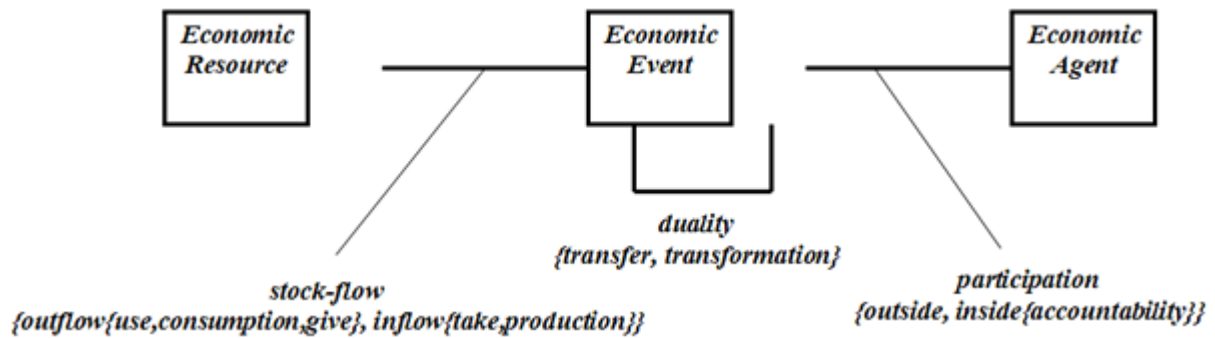 Economic
Resource
Economic
Event
Economic
Agent
duality
{transfer, transformation}
stock-flow
{outflow{use,consumption,give}, inflow{take,production}}
participation
{outside, inside{accountability}}